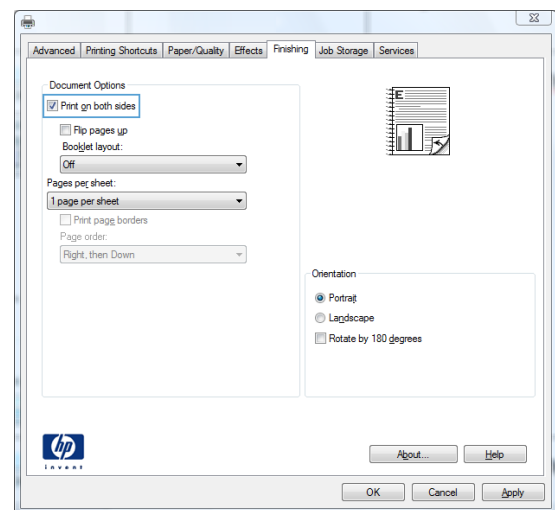 Advanced Printing Shortcuts Paper/Quality Effects Finishing Job Storage Services
Document Options
Print on both sides
Flip pages up
Booklet layout:
Off
Pages per sheet:
1 page per sheet
Print page borders
Page order:
Right, then Down
E
Orientation
Portrait
Landscape
Rotate by 180 degrees
hp
invent
About... Help
OK Cancel Apply